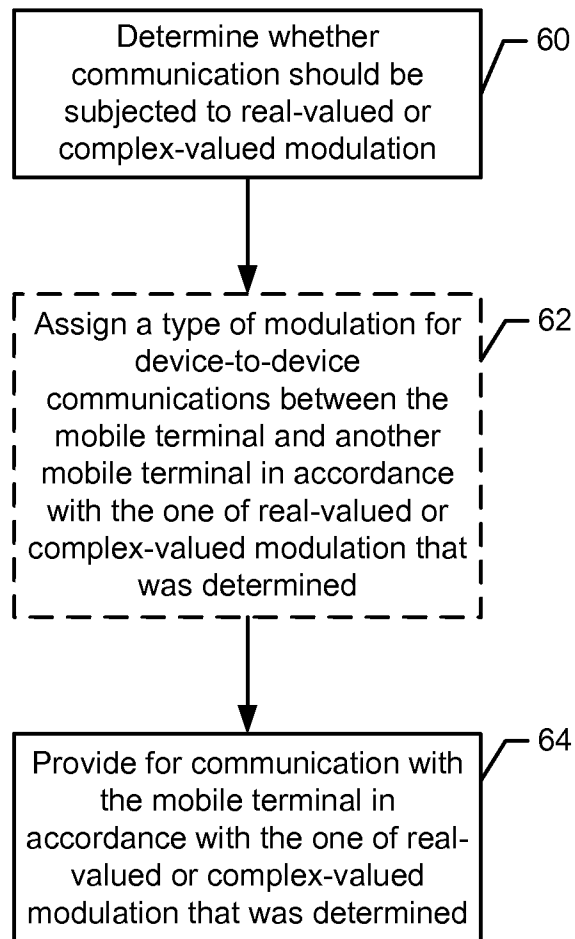 Determine whether
communication should be
subjected to real-valued or
complex-valued modulation
60
Assign a type of modulation for
device-to-device
communications between the
mobile terminal and another
mobile terminal in accordance
with the one of real-valued or
complex-valued modulation that
was determined
62
Provide for communication with
the mobile terminal in
accordance with the one of real-
valued or complex-valued
modulation that was determined
64